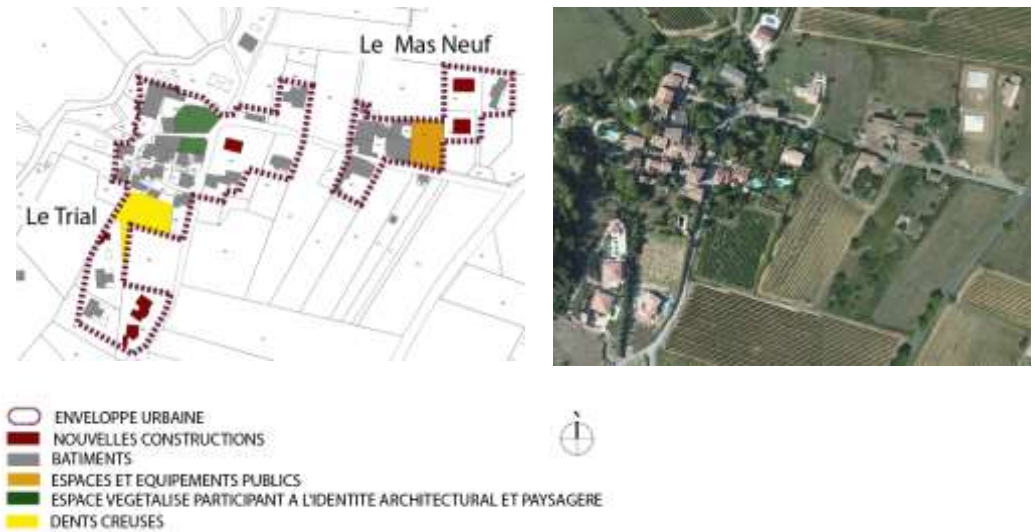 Le Mas Neuf
Le Trial
ENVELOPPE URBAINE
NOUVELLES CONSTRUCTIONS
BATIMENTS
ESPACES ET EQUIPEMENTS PUBLICS
ESPACE VEGETALISE PARTICIPANT A L'IDENTITE ARCHITECTURAL ET PAYSAGERE
DENTS CREUSES